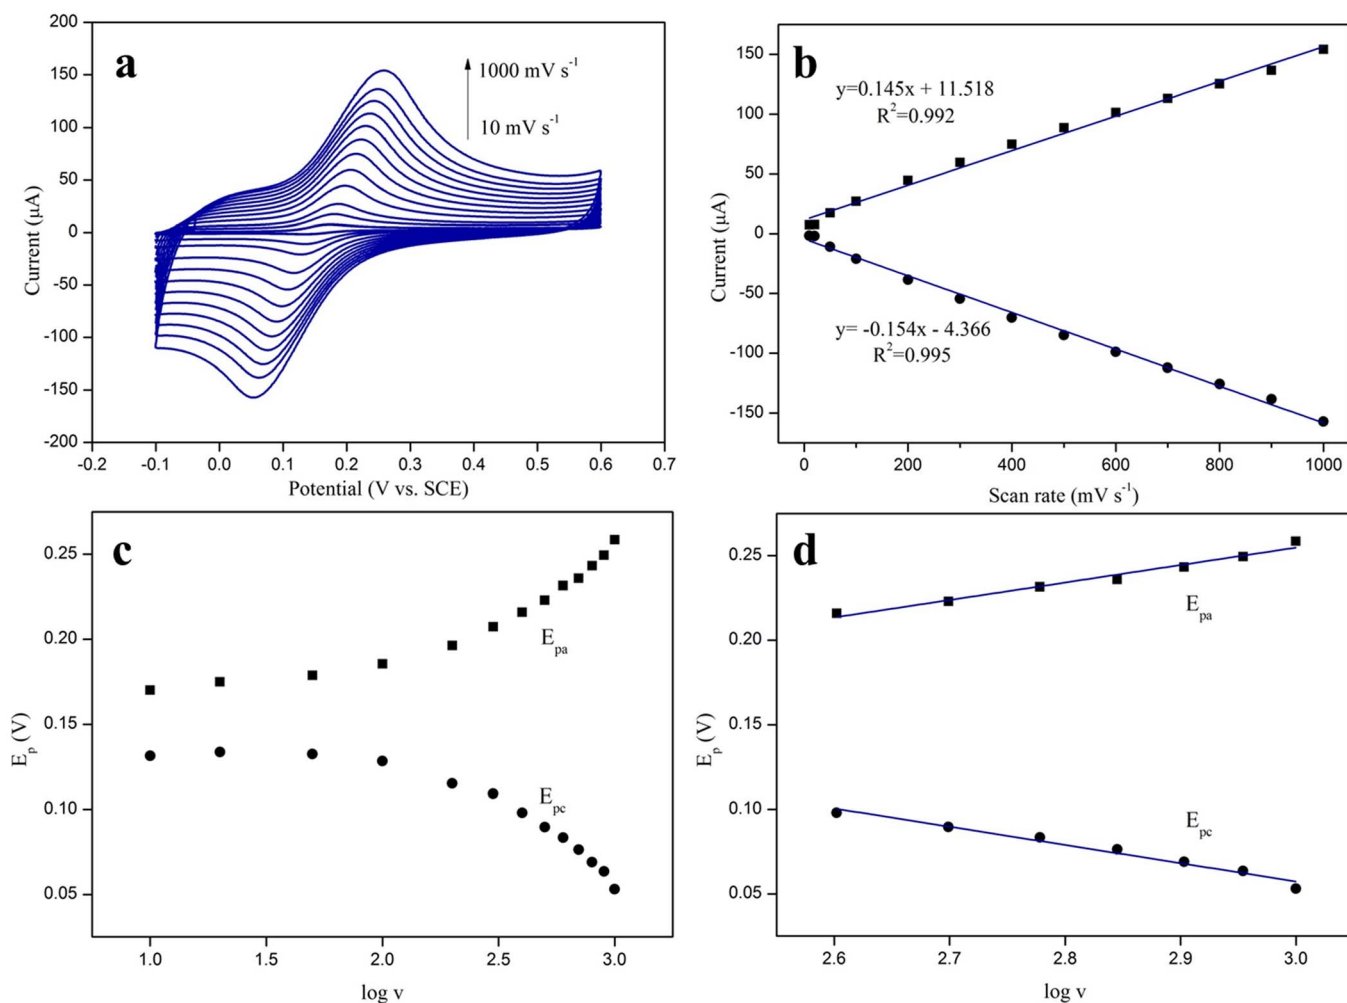 a
1000 mV s⁻¹
10 mV s⁻¹
200
150
100
50
0
-50
-100
-150
-200
Current (μA)
-0.2 -0.1 0.0 0.1 0.2 0.3 0.4 0.5 0.6 0.7
Potential (V vs. SCE)
b
y=0.145x + 11.518
R²=0.992
y= -0.154x - 4.366
R²=0.995
150
100
50
0
-50
-100
-150
Current (μA)
0 200 400 600 800 1000
Scan rate (mV s⁻¹)
c
Eₚₐ
E_pc
0.25
0.20
0.15
0.10
0.05
Eₚ (V)
1.0 1.5 2.0 2.5 3.0
log v
d
Eₚₐ
E_pc
0.25
0.20
0.15
0.10
0.05
Eₚ (V)
2.6 2.7 2.8 2.9 3.0
log v